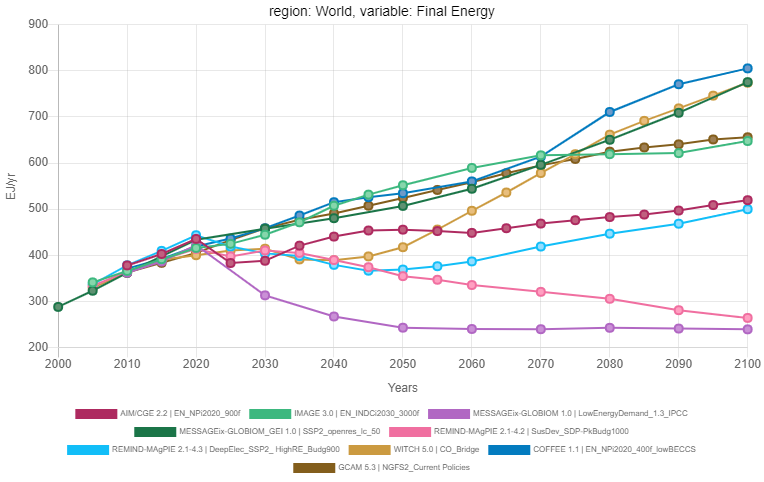 region: World, variable: Final Energy
900
800
700
600
500
400
300
200
EJ/yr
2000 2010 2020 2030 2040 2050 2060 2070 2080 2090 2100
Years
AIM/CGE 2.2 | EN_NPi2020_900f IMAGE 3.0 | EN_INDCi2030_3000f MESSAGEix-GLOBIOM 1.0 | LowEnergyDemand_1.3_IPCC
MESSAGEix-GLOBIOM_GEI 1.0 | SSP2_openres_lc_50 REMIND-MAgPIE 2.1-4.2 | SusDev_SDP-PkBudg1000
REMIND-MAgPIE 2.1-4.3 | DeepElec_SSP2_ HighRE_Budg900 WITCH 5.0 | CO_Bridge COFFEE 1.1 | EN_NPi2020_400f_lowBECCS
GCAM 5.3 | NGFS2_Current Policies